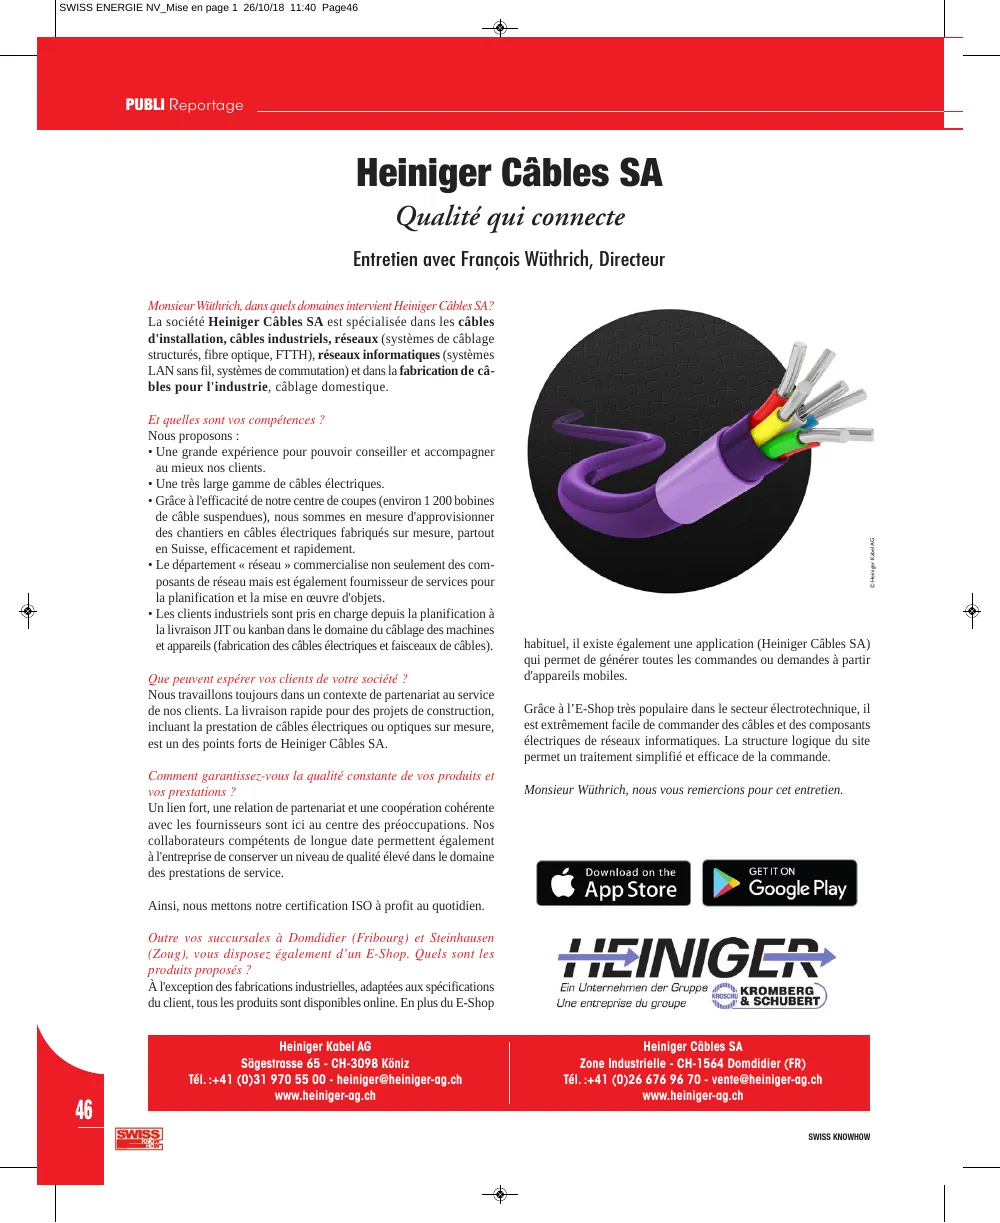 SWISS ENERGIE NV_Mise en page 1  26/10/18  11:40  Page46
PUBLI Reportage
Heiniger Câbles SA
Qualité qui connecte
Entretien avec François Wüthrich, Directeur
Monsieur Wüthrich, dans quels domaines intervient Heiniger Câbles SA?
La société Heiniger Câbles SA est spécialisée dans les câbles
d'installation, câbles industriels, réseaux (systèmes de câblage
structurés, fibre optique, FTTH), réseaux informatiques (systèmes
LAN sans fil, systèmes de commutation) et dans la fabrication de câ-
bles pour l'industrie, câblage domestique.
Et quelles sont vos compétences ?
Nous proposons :
• Une grande expérience pour pouvoir conseiller et accompagner
au mieux nos clients.
• Une très large gamme de câbles électriques.
• Grâce à l'efficacité de notre centre de coupes (environ 1 200 bobines
de câble suspendues), nous sommes en mesure d'approvisionner
des chantiers en câbles électriques fabriqués sur mesure, partout
en Suisse, efficacement et rapidement.
• Le département « réseau » commercialise non seulement des com-
posants de réseau mais est également fournisseur de services pour
la planification et la mise en œuvre d'objets.
• Les clients industriels sont pris en charge depuis la planification à
la livraison JIT ou kanban dans le domaine du câblage des machines
et appareils (fabrication des câbles électriques et faisceaux de câbles).
Que peuvent espérer vos clients de votre société ?
Nous travaillons toujours dans un contexte de partenariat au service
de nos clients. La livraison rapide pour des projets de construction,
incluant la prestation de câbles électriques ou optiques sur mesure,
est un des points forts de Heiniger Câbles SA.
Comment garantissez-vous la qualité constante de vos produits et
vos prestations ?
Un lien fort, une relation de partenariat et une coopération cohérente
avec les fournisseurs sont ici au centre des préoccupations. Nos
collaborateurs compétents de longue date permettent également
à l'entreprise de conserver un niveau de qualité élevé dans le domaine
des prestations de service.
Ainsi, nous mettons notre certification ISO à profit au quotidien.
Outre vos succursales à Domdidier (Fribourg) et Steinhausen
(Zoug), vous disposez également d'un E-Shop. Quels sont les
produits proposés ?
À l'exception des fabrications industrielles, adaptées aux spécifications
du client, tous les produits sont disponibles online. En plus du E-Shop
© Heiniger Kabel AG
habituel, il existe également une application (Heiniger Câbles SA)
qui permet de générer toutes les commandes ou demandes à partir
d'appareils mobiles.
Grâce à l’E-Shop très populaire dans le secteur électrotechnique, il
est extrêmement facile de commander des câbles et des composants
électriques de réseaux informatiques. La structure logique du site
permet un traitement simplifié et efficace de la commande.
Monsieur Wüthrich, nous vous remercions pour cet entretien.
Download on the
App Store
GET IT ON
Google Play
HEINIGER
Ein Unternehmen der Gruppe
Une entreprise du groupe
KROSCHU
KROMBERG
& SCHUBERT
Heiniger Kabel AG
Sägestrasse 65 - CH-3098 Köniz
Tél. :+41 (0)31 970 55 00 - heiniger@heiniger-ag.ch
www.heiniger-ag.ch
Heiniger Câbles SA
Zone Industrielle - CH-1564 Domdidier (FR)
Tél. :+41 (0)26 676 96 70 - vente@heiniger-ag.ch
www.heiniger-ag.ch
46
SWISS
KNOW
HOW
SWISS KNOWHOW